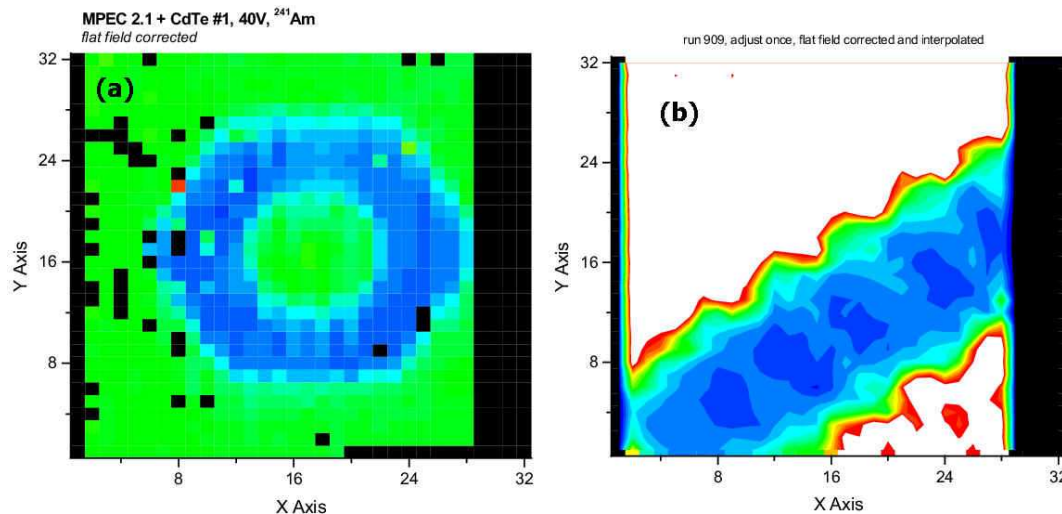 MPEC 2.1 + CdTe #1, 40V, ²⁴¹Am
flat field corrected
(a)
32
24
16
8
Y Axis
8
16
24
32
X Axis
run 909, adjust once, flat field corrected and interpolated
(b)
32
24
16
8
Y Axis
8
16
24
32
X Axis